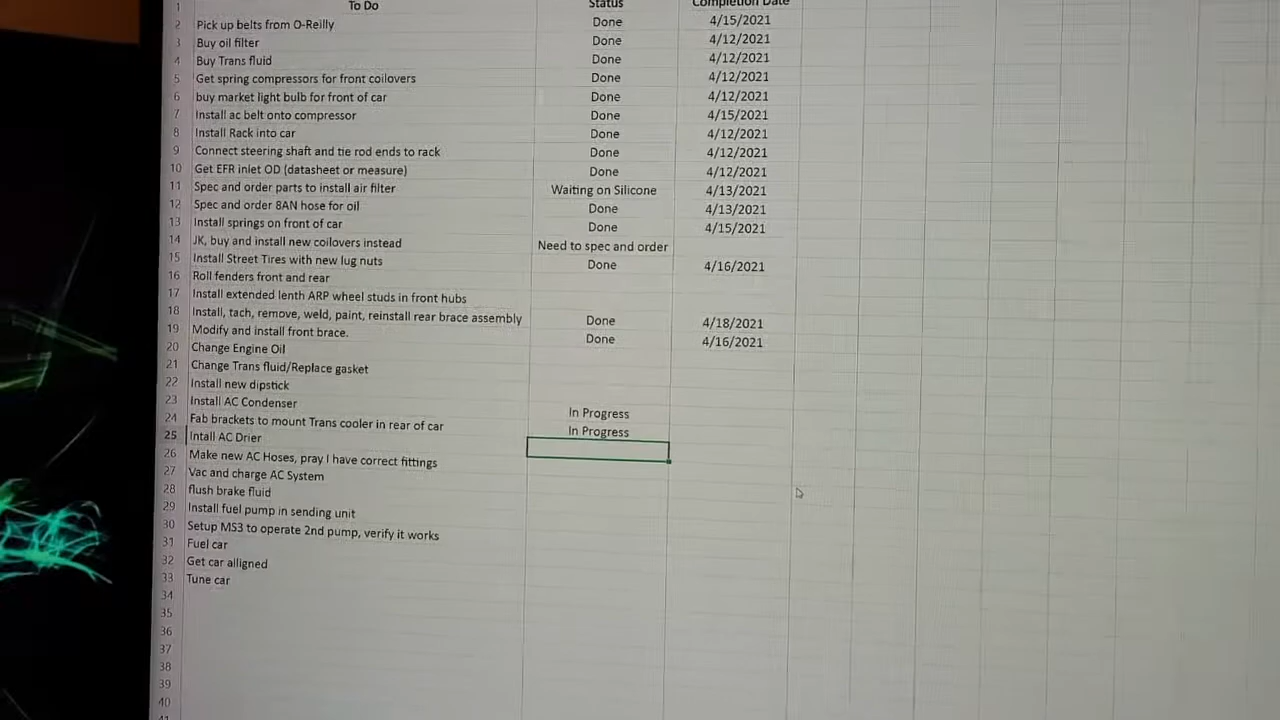 1 To Do Status Completion Date
2 Pick up belts from O-Reilly Done 4/15/2021
3 Buy oil filter Done 4/12/2021
4 Buy Trans fluid Done 4/12/2021
5 Get spring compressors for front coilovers Done 4/12/2021
6 buy market light bulb for front of car Done 4/12/2021
7 Install ac belt onto compressor Done 4/15/2021
8 Install Rack into car Done 4/12/2021
9 Connect steering shaft and tie rod ends to rack Done 4/12/2021
10 Get EFR inlet OD (datasheet or measure) Done 4/12/2021
11 Spec and order parts to install air filter Waiting on Silicone 4/13/2021
12 Spec and order 8AN hose for oil Done 4/13/2021
13 Install springs on front of car Done 4/15/2021
14 JK, buy and install new coilovers instead Need to spec and order
15 Install Street Tires with new lug nuts Done 4/16/2021
16 Roll fenders front and rear
17 Install extended lenth ARP wheel studs in front hubs
18 Install, tach, remove, weld, paint, reinstall rear brace assembly Done 4/18/2021
19 Modify and install front brace. Done 4/16/2021
20 Change Engine Oil
21 Change Trans fluid/Replace gasket
22 Install new dipstick
23 Install AC Condenser In Progress
24 Fab brackets to mount Trans cooler in rear of car In Progress
25 Intall AC Drier
26 Make new AC Hoses, pray I have correct fittings
27 Vac and charge AC System
28 flush brake fluid
29 Install fuel pump in sending unit
30 Setup MS3 to operate 2nd pump, verify it works
31 Fuel car
32 Get car alligned
33 Tune car
34
35
36
37
38
39
40
41